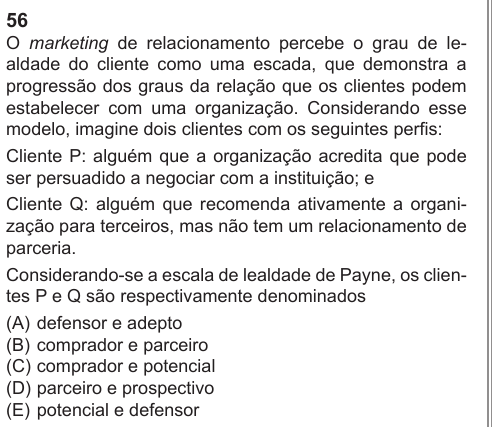 56
O marketing de relacionamento percebe o grau de le-
aldade do cliente como uma escada, que demonstra a
progressão dos graus da relação que os clientes podem
estabelecer com uma organização. Considerando esse
modelo, imagine dois clientes com os seguintes perfis:
Cliente P: alguém que a organização acredita que pode
ser persuadido a negociar com a instituição; e
Cliente Q: alguém que recomenda ativamente a organi-
zação para terceiros, mas não tem um relacionamento de
parceria.
Considerando-se a escala de lealdade de Payne, os clien-
tes P e Q são respectivamente denominados
(A) defensor e adepto
(B) comprador e parceiro
(C) comprador e potencial
(D) parceiro e prospectivo
(E) potencial e defensor